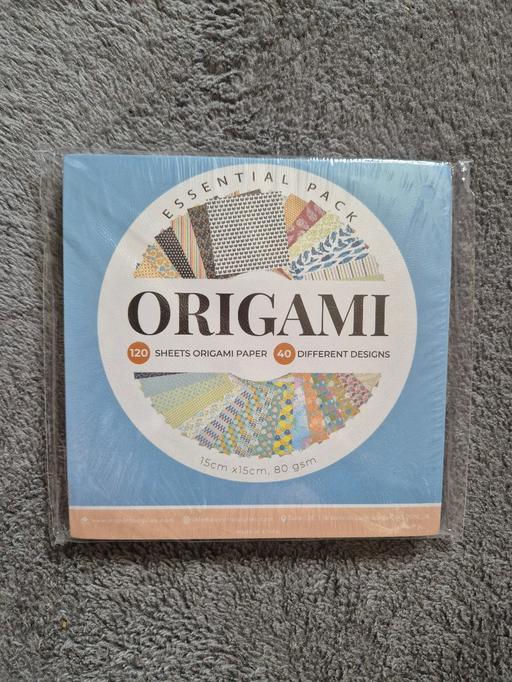 ESSENTIAL PACK
ORIGAMI
120 SHEETS ORIGAMI PAPER 40 DIFFERENT DESIGNS
15cm x15cm, 80 gsm